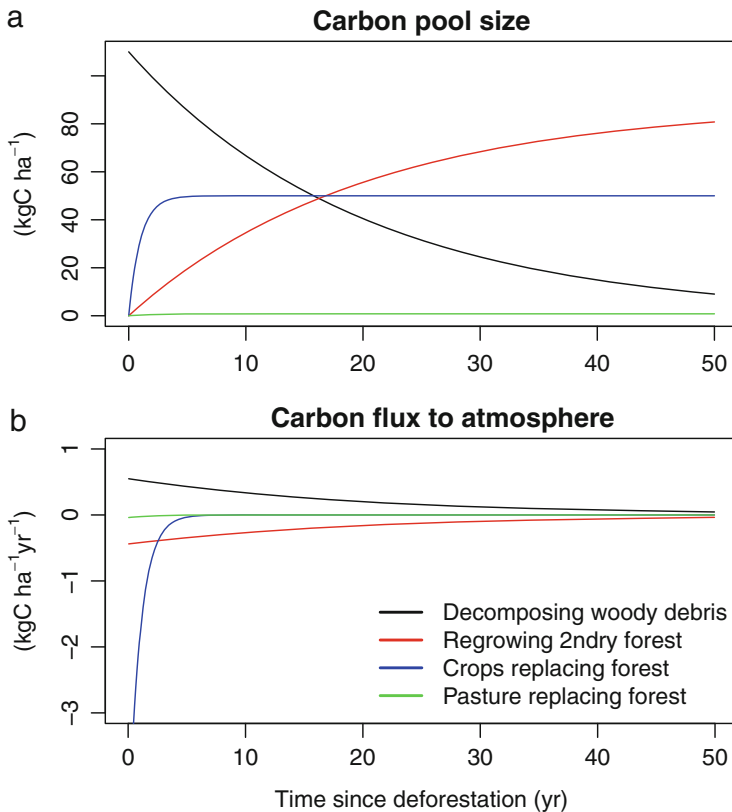 a
Carbon pool size
(kgC ha⁻¹)
80
60
40
20
0
0 10 20 30 40 50
b
Carbon flux to atmosphere
(kgC ha⁻¹yr⁻¹)
1
0
−1
−2
−3
Decomposing woody debris
Regrowing 2ndry forest
Crops replacing forest
Pasture replacing forest
0 10 20 30 40 50
Time since deforestation (yr)